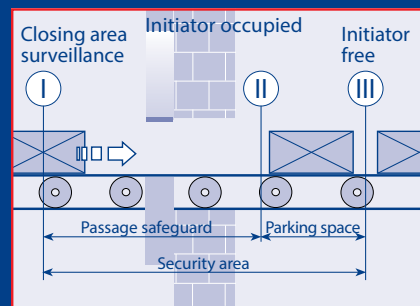 Closing area
surveillance
Initiator occupied
Initiator
free
I
II
III
Passage safeguard
Parking space
Security area